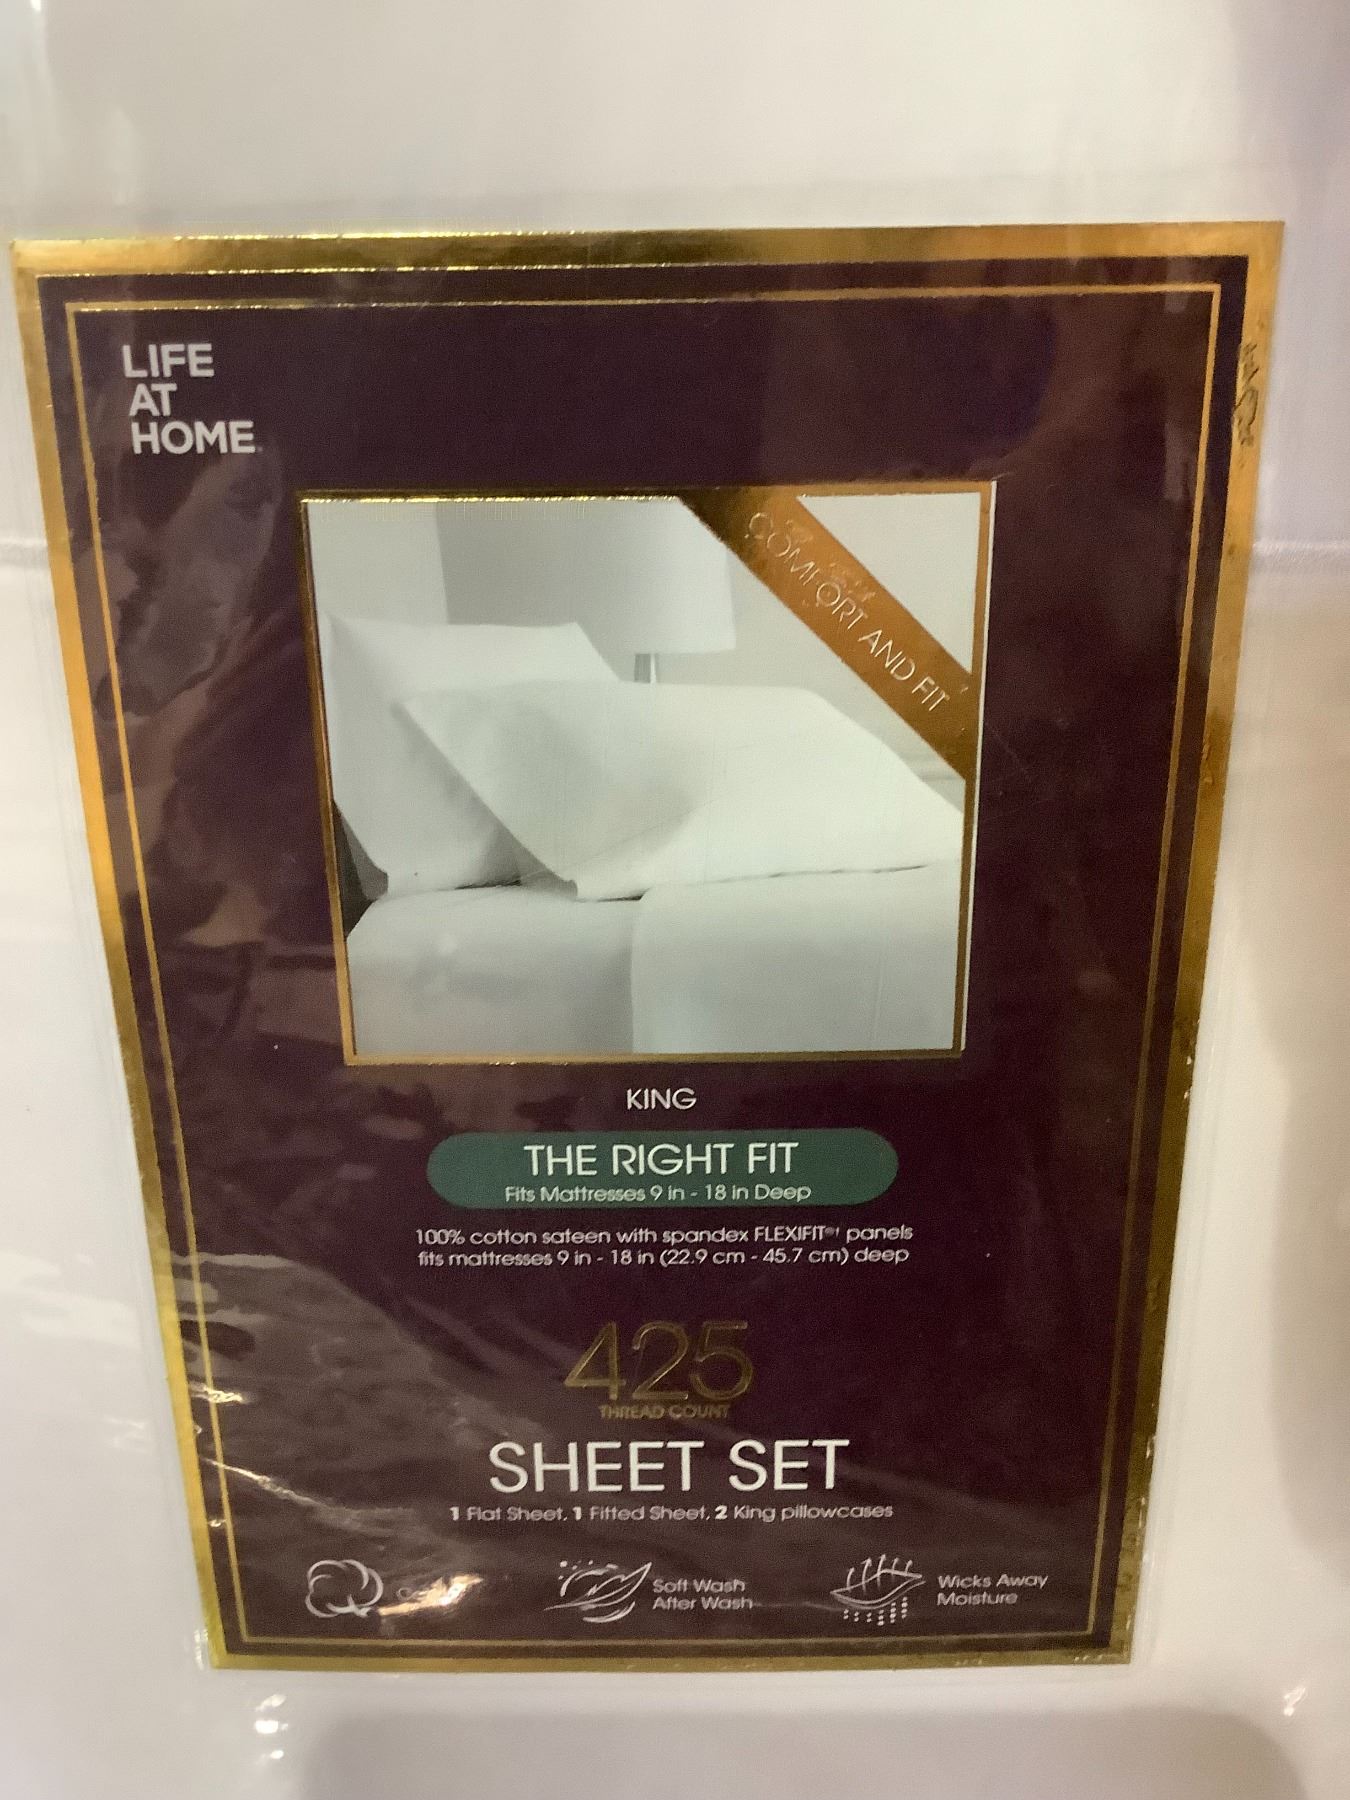 LIFE
AT
HOME
COMFORT AND FIT
KING
THE RIGHT FIT
Fits Mattresses 9 in - 18 in Deep
100% cotton sateen with spandex FLEXIFIT panels
fits mattresses 9 in - 18 in (22.9 cm - 45.7 cm) deep
425
THREAD COUNT
SHEET SET
1 Flat Sheet, 1 Fitted Sheet, 2 King pillowcases
Soft Wash
After Wash
Wicks Away
Moisture